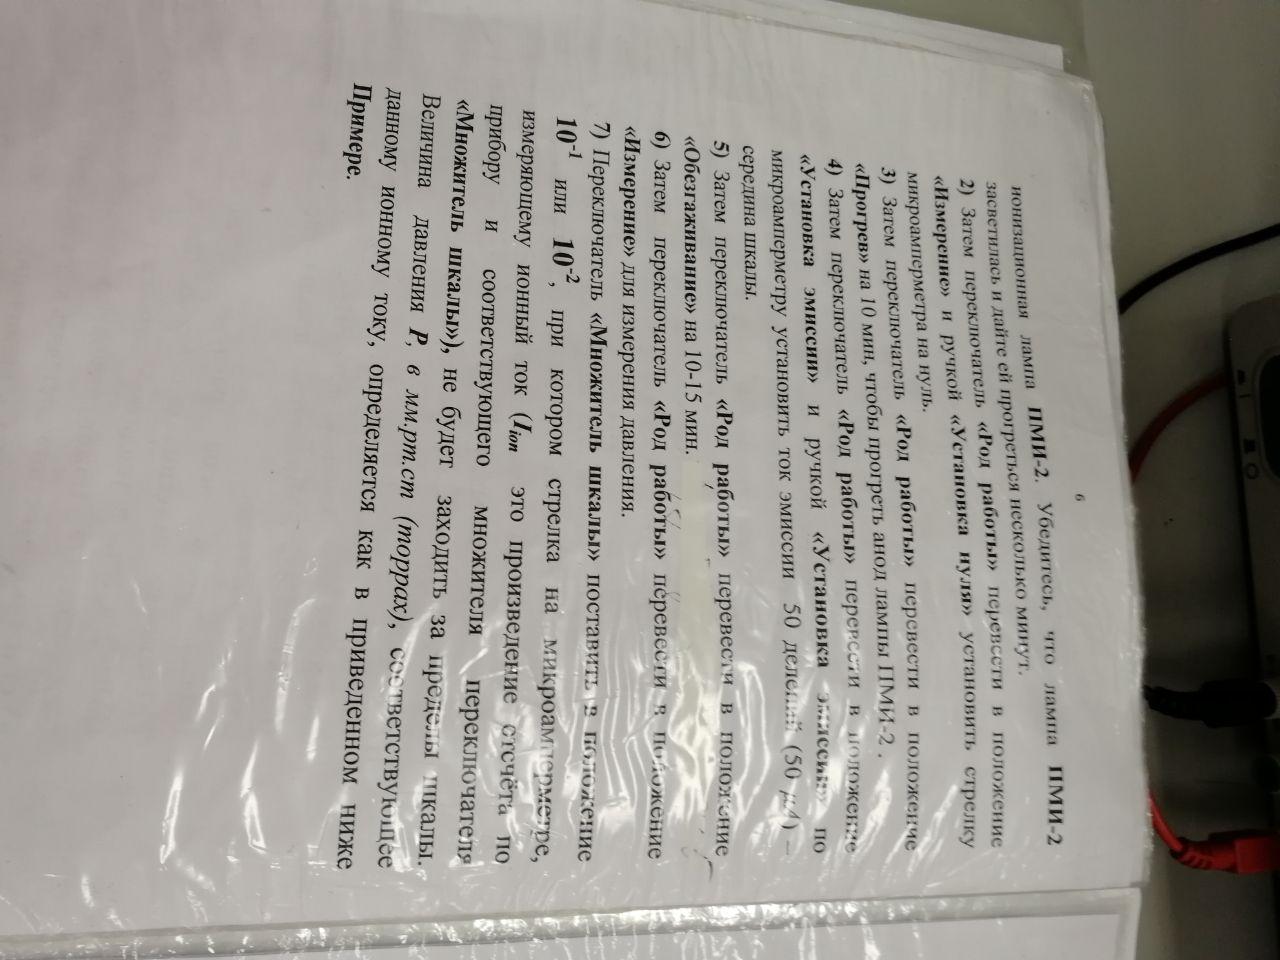 6
ионизационная лампа ПМИ-2. Убедитесь, что лампа ПМИ-2
засветилась и дайте ей прогреться несколько минут.
2) Затем переключатель «Род работы» перевести в положение
«Измерение» и ручкой «Установка нуля» установить стрелку
микроамперметра на нуль.
3) Затем переключатель «Род работы» перевести в положение
«Прогрев» на 10 мин, чтобы прогреть анод лампы ПМИ-2 .
4) Затем переключатель «Род работы» перевести в положение
«Установка эмиссии» и ручкой «Установка эмиссии» по
микроамперметру установить ток эмиссии 50 делений (50 μA) –
середина шкалы.
5) Затем переключатель «Род работы» перевести в положение
«Обезгаживание» на 10-15 мин.
6) Затем переключатель «Род работы» перевести в положение
«Измерение» для измерения давления.
7) Переключатель «Множитель шкалы» поставить в положение
10⁻¹ или 10⁻², при котором стрелка на микроамперметре,
измеряющему ионный ток (Iion это произведение отсчёта по
прибору и соответствующего множителя переключателя
«Множитель шкалы»), не будет заходить за пределы шкалы.
Величина давления P, в мм.рт.ст (торрах), соответствующее
данному ионному току, определяется как в приведенном ниже
Примере.